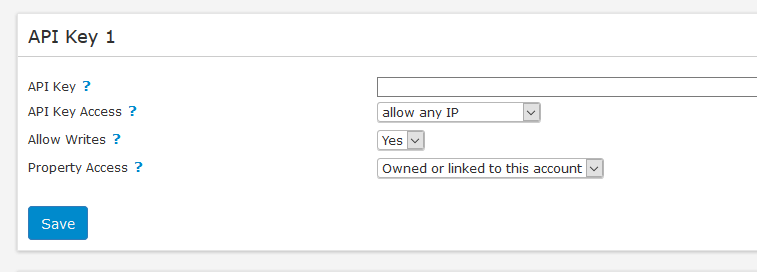 API Key 1
API Key ?
API Key Access ? allow any IP
Allow Writes ? Yes
Property Access ? Owned or linked to this account
Save